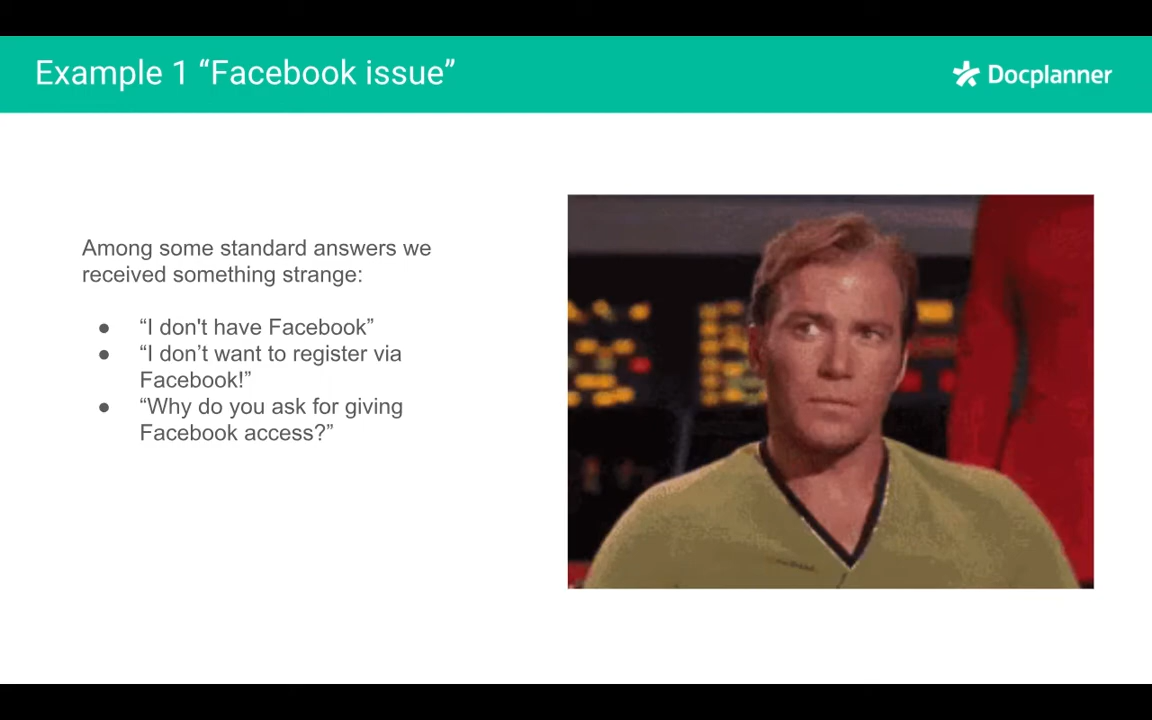 Example 1 “Facebook issue”
Docplanner
Among some standard answers we
received something strange:
● “I don't have Facebook”
● “I don’t want to register via
Facebook!”
● “Why do you ask for giving
Facebook access?”